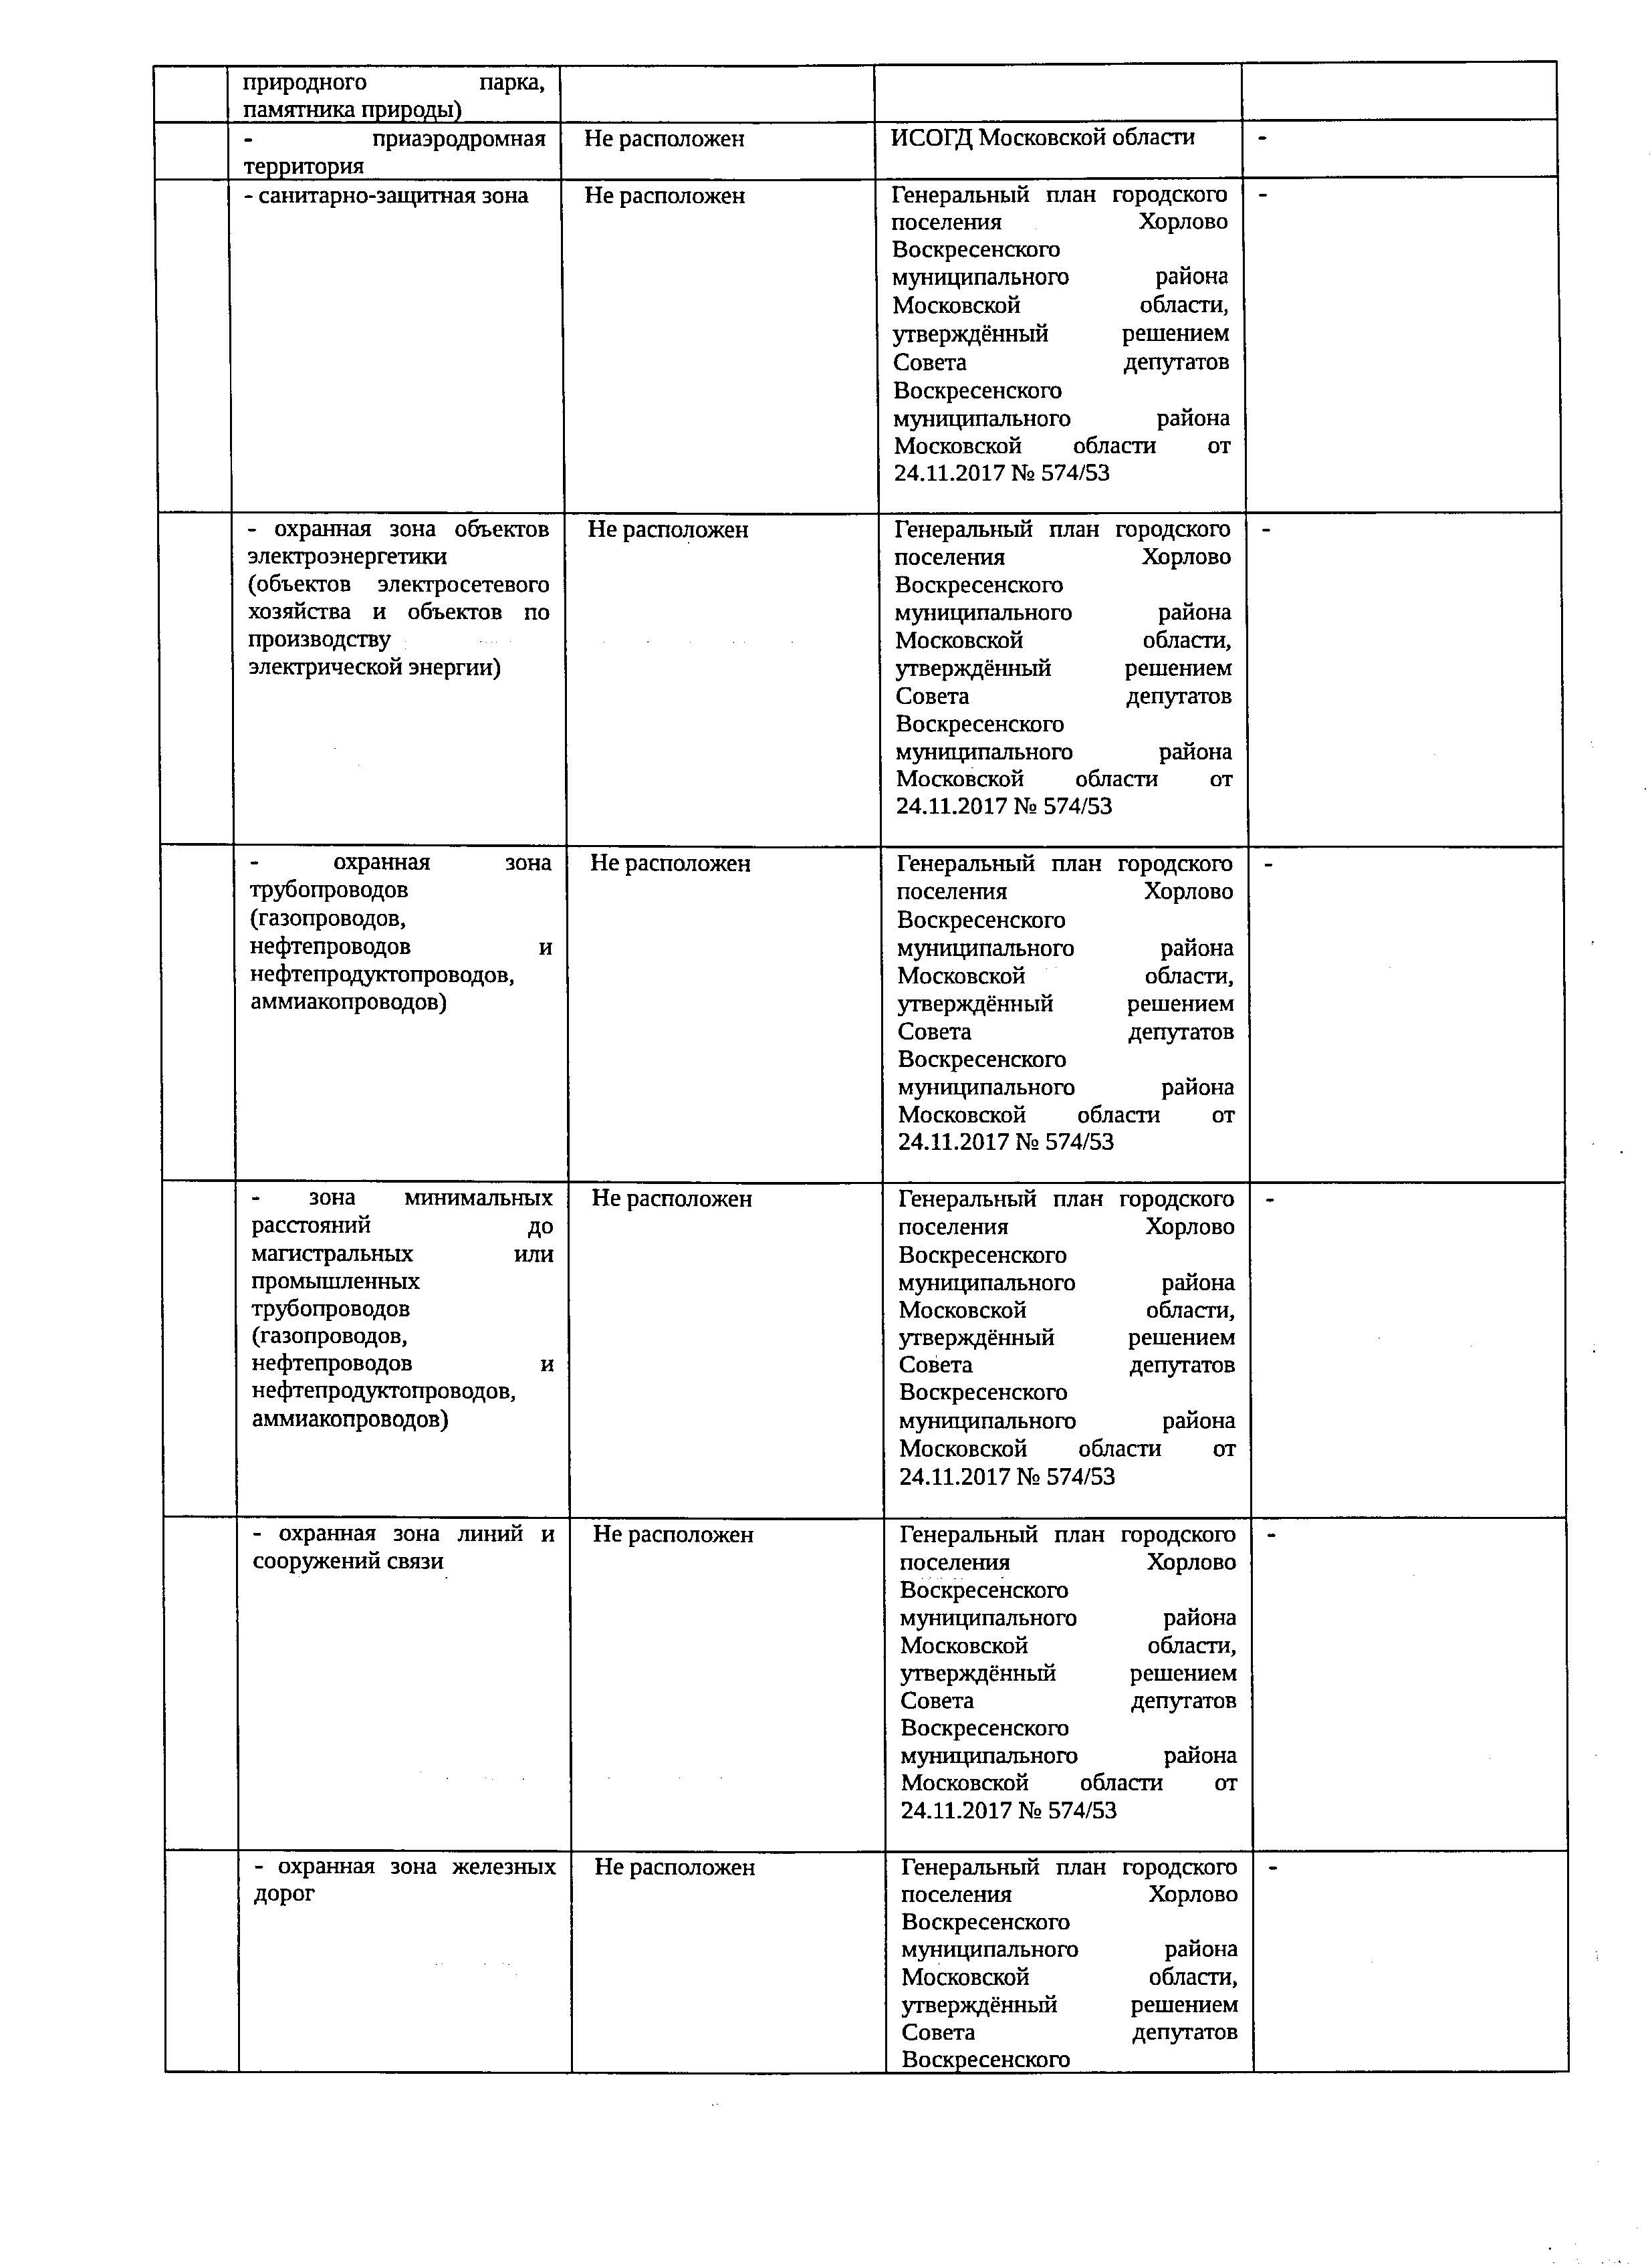 природного парка,
памятника природы)
- приаэродромная
территория
Не расположен
ИСОГД Московской области
-
- санитарно-защитная зона
Не расположен
Генеральный план городского
поселения Хорлово
Воскресенского
муниципального района
Московской области,
утверждённый решением
Совета депутатов
Воскресенского
муниципального района
Московской области от
24.11.2017 № 574/53
-
- охранная зона объектов
электроэнергетики
(объектов электросетевого
хозяйства и объектов по
производству
электрической энергии)
Не расположен
Генеральный план городского
поселения Хорлово
Воскресенского
муниципального района
Московской области,
утверждённый решением
Совета депутатов
Воскресенского
муниципального района
Московской области от
24.11.2017 № 574/53
-
- охранная зона
трубопроводов
(газопроводов,
нефтепроводов и
нефтепродуктопроводов,
аммиакопроводов)
Не расположен
Генеральный план городского
поселения Хорлово
Воскресенского
муниципального района
Московской области,
утверждённый решением
Совета депутатов
Воскресенского
муниципального района
Московской области от
24.11.2017 № 574/53
-
- зона минимальных
расстояний до
магистральных или
промышленных
трубопроводов
(газопроводов,
нефтепроводов и
нефтепродуктопроводов,
аммиакопроводов)
Не расположен
Генеральный план городского
поселения Хорлово
Воскресенского
муниципального района
Московской области,
утверждённый решением
Совета депутатов
Воскресенского
муниципального района
Московской области от
24.11.2017 № 574/53
-
- охранная зона линий и
сооружений связи
Не расположен
Генеральный план городского
поселения Хорлово
Воскресенского
муниципального района
Московской области,
утверждённый решением
Совета депутатов
Воскресенского
муниципального района
Московской области от
24.11.2017 № 574/53
-
- охранная зона железных
дорог
Не расположен
Генеральный план городского
поселения Хорлово
Воскресенского
муниципального района
Московской области,
утверждённый решением
Совета депутатов
Воскресенского
-